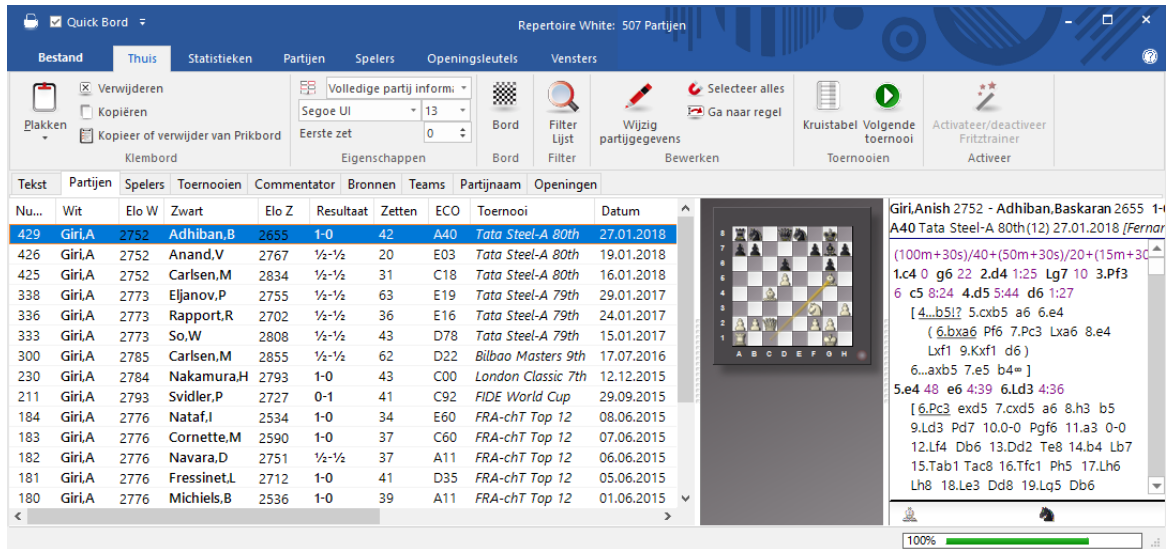 Quick Bord
Repertoire White: 507 Partijen
Bestand Thuis Statistieken Partijen Spelers Openingsleutels Vensters
Plakken
Verwijderen
Kopiëren
Kopieer of verwijder van Prikbord
Klembord
Volledige partij informa
Segoe UI 13
Eerste zet 0
Eigenschappen
Bord
Bord
Filter
Lijst
Filter
Wijzig
partijgegevens
Selecteer alles
Ga naar regel
Bewerken
Kruistabel
Volgende
toernooi
Toernooien
Activateer/deactiveer
Fritztrainer
Activeer
Tekst Partijen Spelers Toernooien Commentator Bronnen Teams Partijnaam Openingen
Nu... Wit Elo W Zwart Elo Z Resultaat Zetten ECO Toernooi Datum
429 Giri,A 2752 Adhiban,B 2655 1-0 42 A40 Tata Steel-A 80th 27.01.2018
426 Giri,A 2752 Anand,V 2767 ½-½ 20 E03 Tata Steel-A 80th 19.01.2018
425 Giri,A 2752 Carlsen,M 2834 ½-½ 31 C18 Tata Steel-A 80th 16.01.2018
338 Giri,A 2773 Eljanov,P 2755 ½-½ 63 E19 Tata Steel-A 79th 29.01.2017
336 Giri,A 2773 Rapport,R 2702 ½-½ 36 E16 Tata Steel-A 79th 24.01.2017
333 Giri,A 2773 So,W 2808 ½-½ 43 D78 Tata Steel-A 79th 15.01.2017
300 Giri,A 2785 Carlsen,M 2855 ½-½ 62 D22 Bilbao Masters 9th 17.07.2016
230 Giri,A 2784 Nakamura,H 2793 1-0 43 C00 London Classic 7th 12.12.2015
211 Giri,A 2793 Svidler,P 2727 0-1 41 C92 FIDE World Cup 29.09.2015
184 Giri,A 2776 Nataf,I 2534 1-0 34 E60 FRA-chT Top 12 08.06.2015
183 Giri,A 2776 Cornette,M 2590 1-0 37 C60 FRA-chT Top 12 07.06.2015
182 Giri,A 2776 Navara,D 2751 ½-½ 37 A11 FRA-chT Top 12 06.06.2015
181 Giri,A 2776 Fressinet,L 2712 1-0 41 D35 FRA-chT Top 12 05.06.2015
180 Giri,A 2776 Michiels,B 2536 1-0 39 A11 FRA-chT Top 12 01.06.2015
8
7
6
5
4
3
2
1
A B C D E F G H
Giri,Anish 2752 - Adhiban,Baskaran 2655 1-
A40 Tata Steel-A 80th(12) 27.01.2018 [Fernar
(100m+30s)/40+(50m+30s)/20+(15m+30
1.c4 0 g6 22 2.d4 1:25 Lg7 10 3.Pf3
6 c5 8:24 4.d5 5:44 d6 1:27
[ 4...b5!? 5.cxb5 a6 6.e4
( 6.bxa6 Pf6 7.Pc3 Lxa6 8.e4
Lxf1 9.Kxf1 d6 )
6...axb5 7.e5 b4∞ ]
5.e4 48 e6 4:39 6.Ld3 4:36
[ 6.Pc3 exd5 7.cxd5 a6 8.h3 b5
9.Ld3 Pd7 10.0-0 Pgf6 11.a3 0-0
12.Lf4 Db6 13.Dd2 Te8 14.b4 Lb7
15.Tab1 Tac8 16.Tfc1 Ph5 17.Lh6
Lh8 18.Le3 Dd8 19.Lg5 Db6
100%